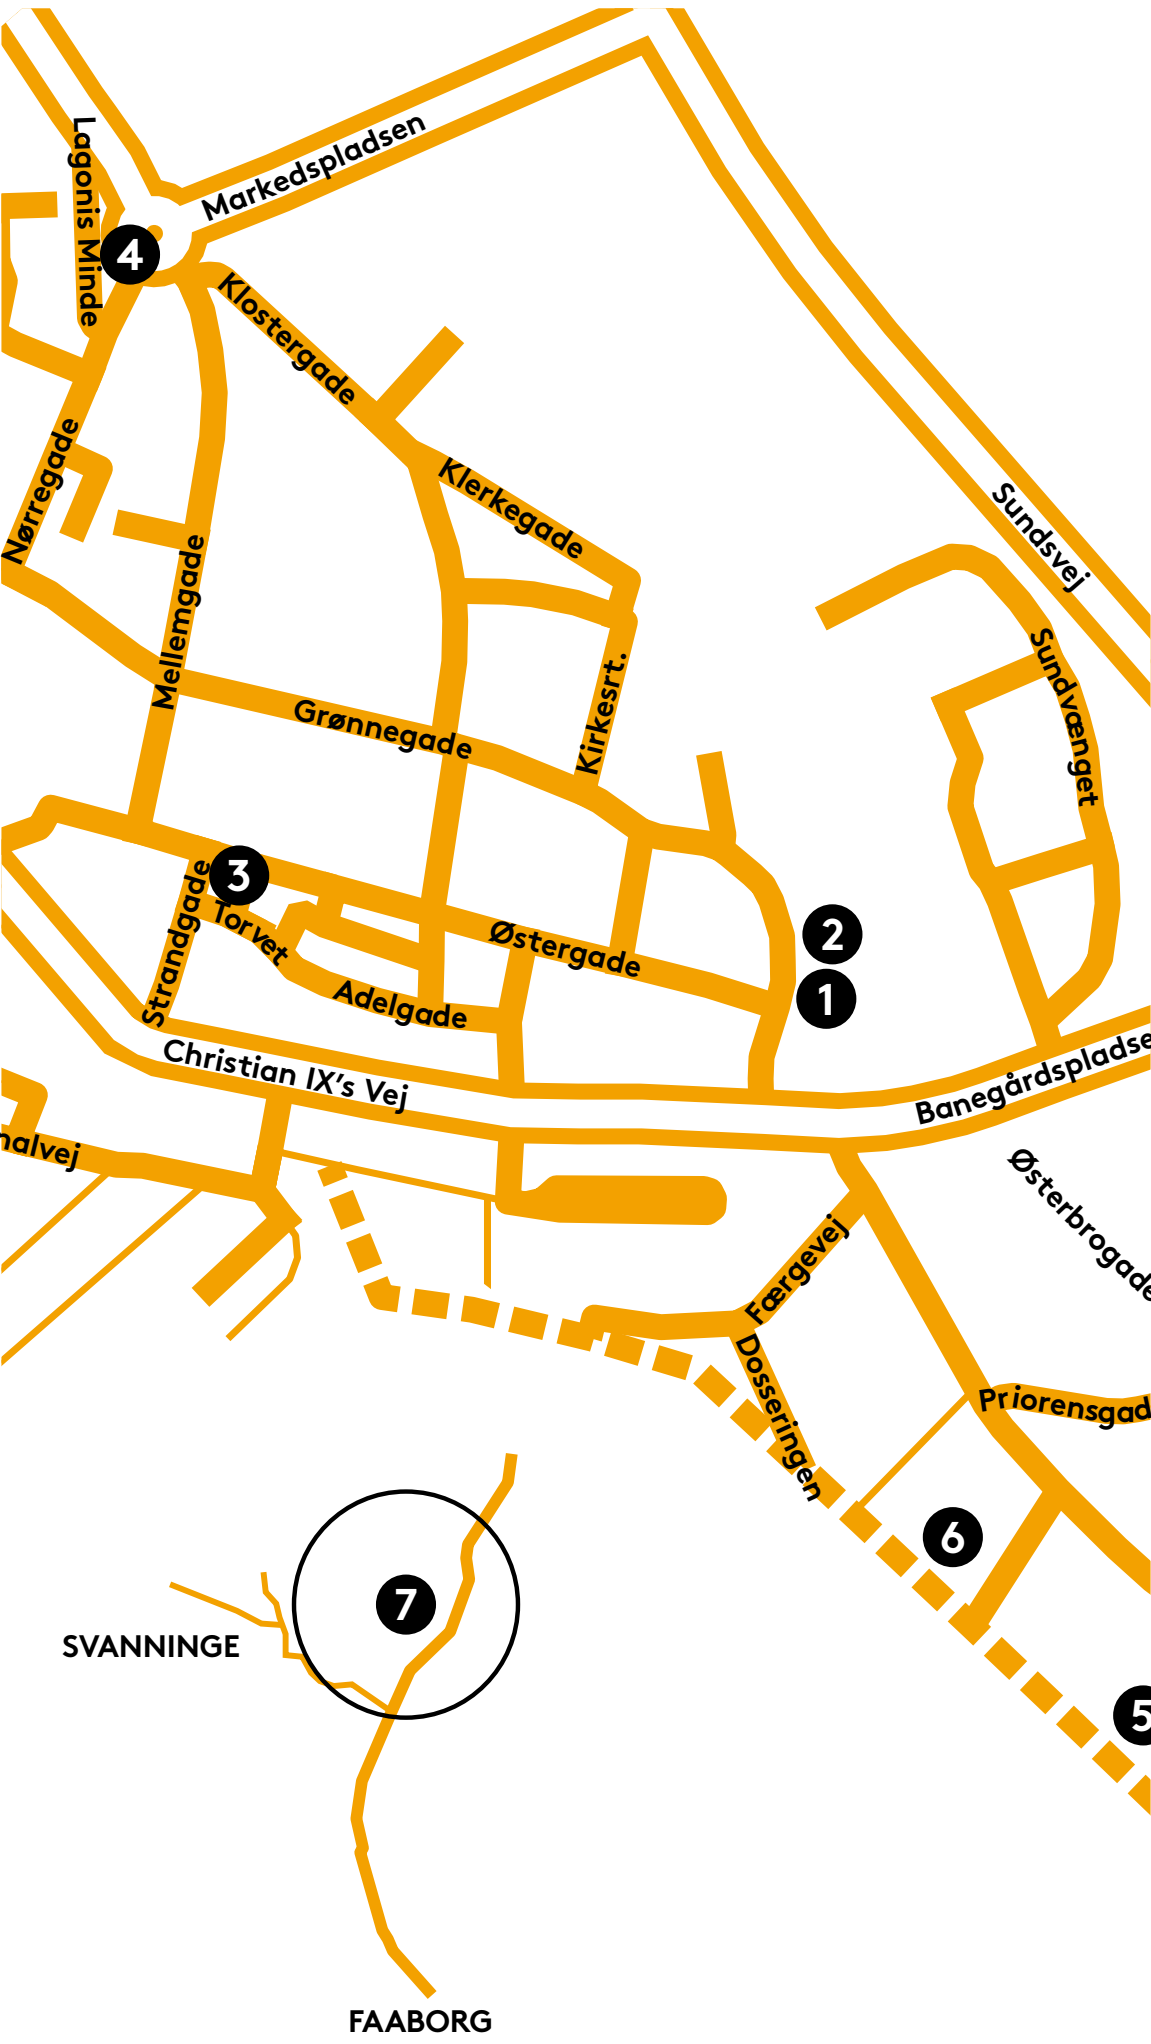 Lagonis Minde
Markedspladsen
4
Klostergade
Klerkegade
Nørregade
Sundsvej
Mellemgade
Sundvænget
Kirkesrt.
Grønnegade
3
Strandgade
Torvet
Østergade
2
1
Adelgade
Christian IX's Vej
Banegårdspladse
nalvej
Østerbrogade
Færgevej
Dosseringen
Priorensgad
6
7
SVANNINGE
5
FAABORG